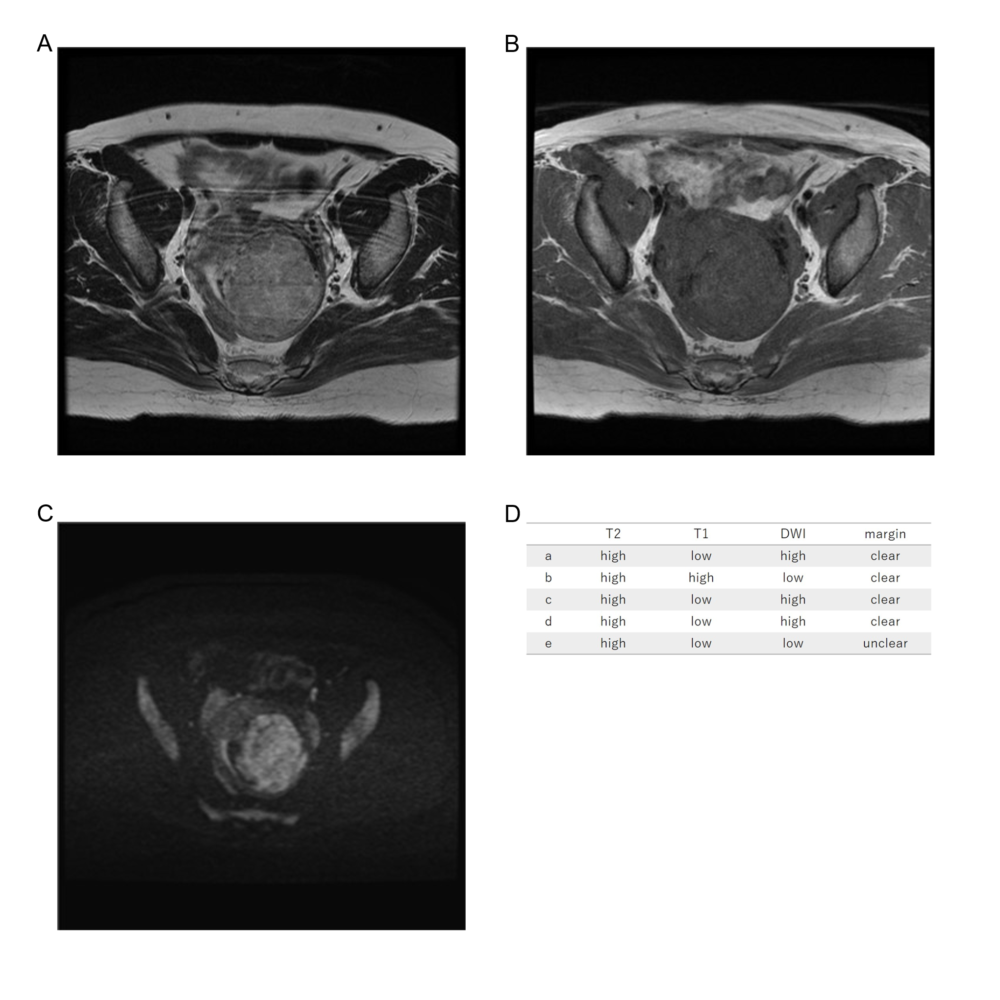 A
B
C
D
T2 T1 DWI margin
a high low high clear
b high high low clear
c high low high clear
d high low high clear
e high low low unclear